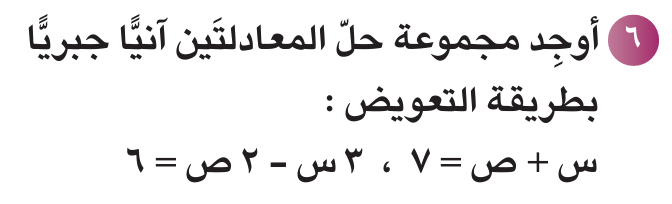 ٦ أوجِد مجموعة حلّ المعادلتَين آنيًّا جبريًّا
بطريقة التعويض :
س + ص = ٧ ، ٣ س - ٢ ص = ٦